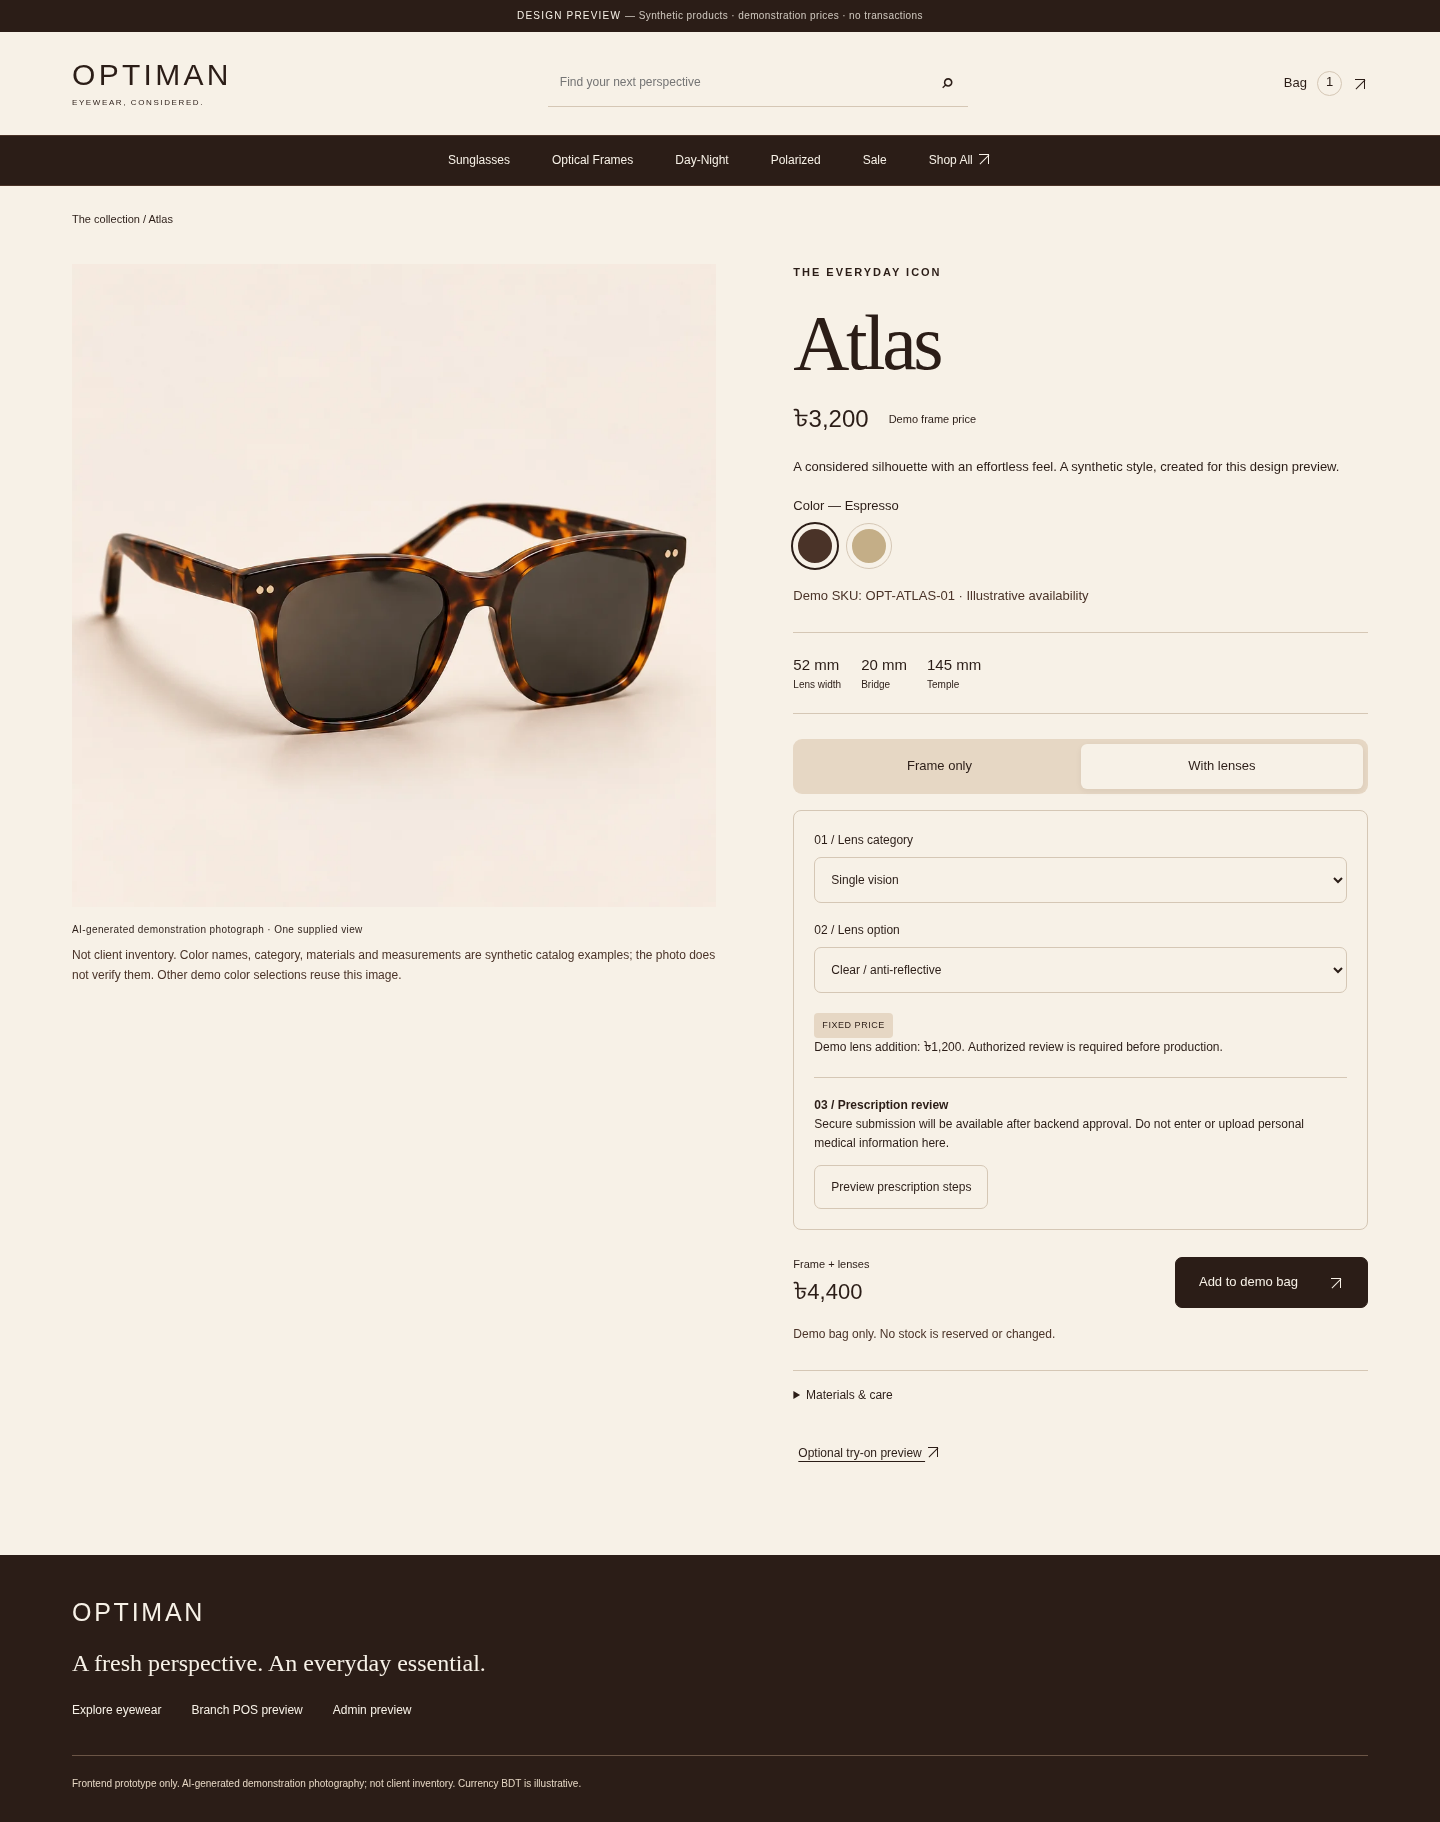 DESIGN PREVIEW — Synthetic products · demonstration prices · no transactions
OPTIMAN
EYEWEAR, CONSIDERED.
Find your next perspective
Bag 1
Sunglasses Optical Frames Day-Night Polarized Sale Shop All
The collection / Atlas
AI-generated demonstration photograph · One supplied view
Not client inventory. Color names, category, materials and measurements are synthetic catalog examples; the photo does
not verify them. Other demo color selections reuse this image.
THE EVERYDAY ICON
Atlas
৳3,200 Demo frame price
A considered silhouette with an effortless feel. A synthetic style, created for this design preview.
Color — Espresso
Demo SKU: OPT-ATLAS-01 · Illustrative availability
52 mm 20 mm 145 mm
Lens width Bridge Temple
Frame only With lenses
01 / Lens category
Single vision
02 / Lens option
Clear / anti-reflective
FIXED PRICE
Demo lens addition: ৳1,200. Authorized review is required before production.
03 / Prescription review
Secure submission will be available after backend approval. Do not enter or upload personal
medical information here.
Preview prescription steps
Frame + lenses
৳4,400
Add to demo bag
Demo bag only. No stock is reserved or changed.
Materials & care
Optional try-on preview
OPTIMAN
A fresh perspective. An everyday essential.
Explore eyewear Branch POS preview Admin preview
Frontend prototype only. AI-generated demonstration photography; not client inventory. Currency BDT is illustrative.